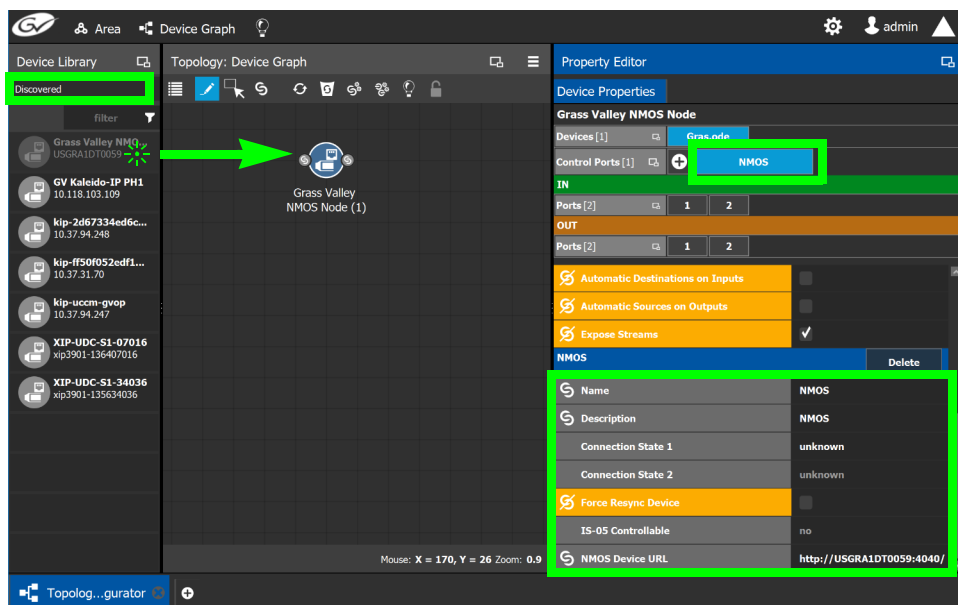 GV Area Device Graph admin
Device Library
Discovered
filter
Grass Valley NMO...
USGRA1DT0059
GV Kaleido-IP PH1
10.118.103.109
kip-2d67334ed6c...
10.37.94.248
kip-ff50f052edf1...
10.37.31.70
kip-uccm-gvop
10.37.94.247
XIP-UDC-S1-07016
xip3901-136407016
XIP-UDC-S1-34036
xip3901-135634036
Topology: Device Graph
Grass Valley
NMOS Node (1)
Mouse: X = 170, Y = 26 Zoom: 0.9
Property Editor
Device Properties
Grass Valley NMOS Node
Devices [1] Gras.ode
Control Ports [1] NMOS
IN
Ports [2] 1 2
OUT
Ports [2] 1 2
Automatic Destinations on Inputs
Automatic Sources on Outputs
Expose Streams
NMOS Delete
Name NMOS
Description NMOS
Connection State 1 unknown
Connection State 2 unknown
Force Resync Device
IS-05 Controllable no
NMOS Device URL http://USGRA1DT0059:4040/
Topolog...gurator